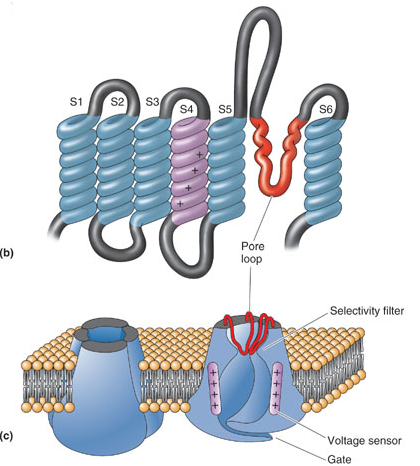 S1
S2
S3
S4
S5
S6
+
+
+
+
Pore
loop
(b)
Selectivity filter
+
+
+
+
+
+
+
+
Voltage sensor
(c)
Gate